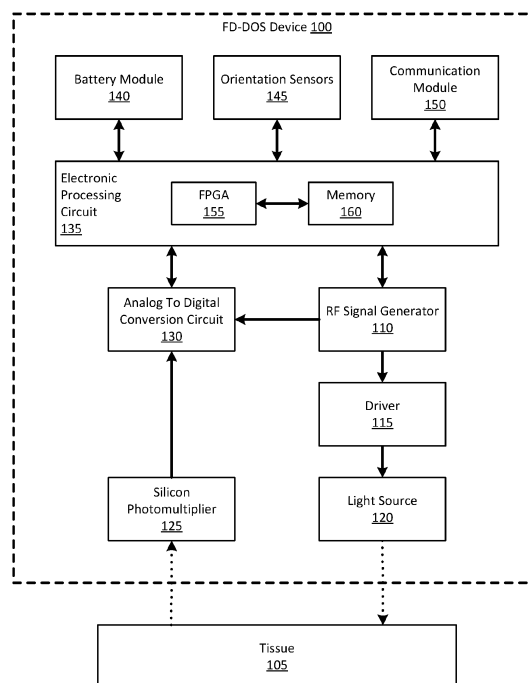 FD-DOS Device 100
Battery Module
140
Orientation Sensors
145
Communication
Module
150
Electronic
Processing
Circuit
135
FPGA
155
Memory
160
Analog To Digital
Conversion Circuit
130
RF Signal Generator
110
Driver
115
Silicon
Photomultiplier
125
Light Source
120
Tissue
105